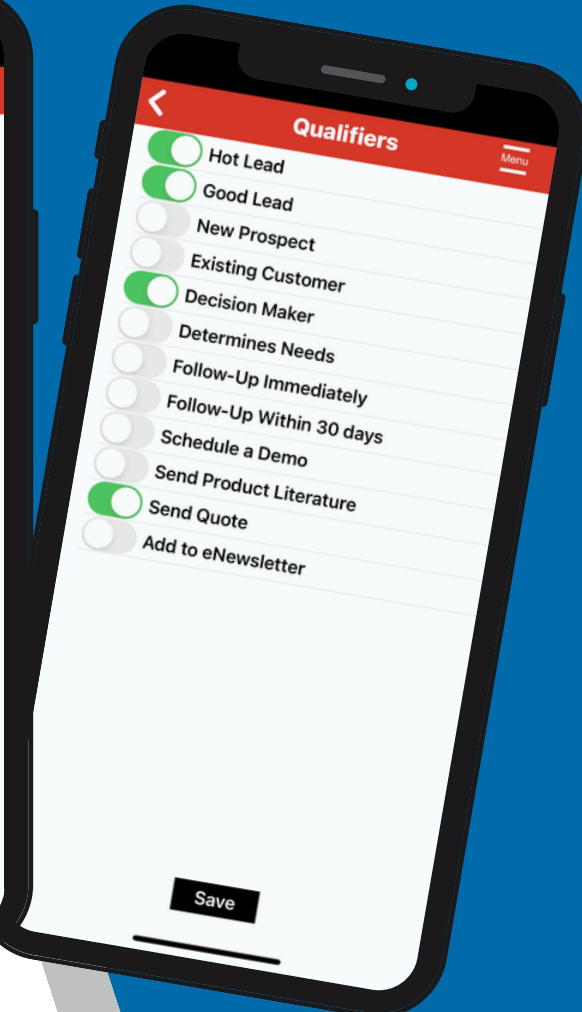 Qualifiers
Menu
Hot Lead
Good Lead
New Prospect
Existing Customer
Decision Maker
Determines Needs
Follow-Up Immediately
Follow-Up Within 30 days
Schedule a Demo
Send Product Literature
Send Quote
Add to eNewsletter
Save